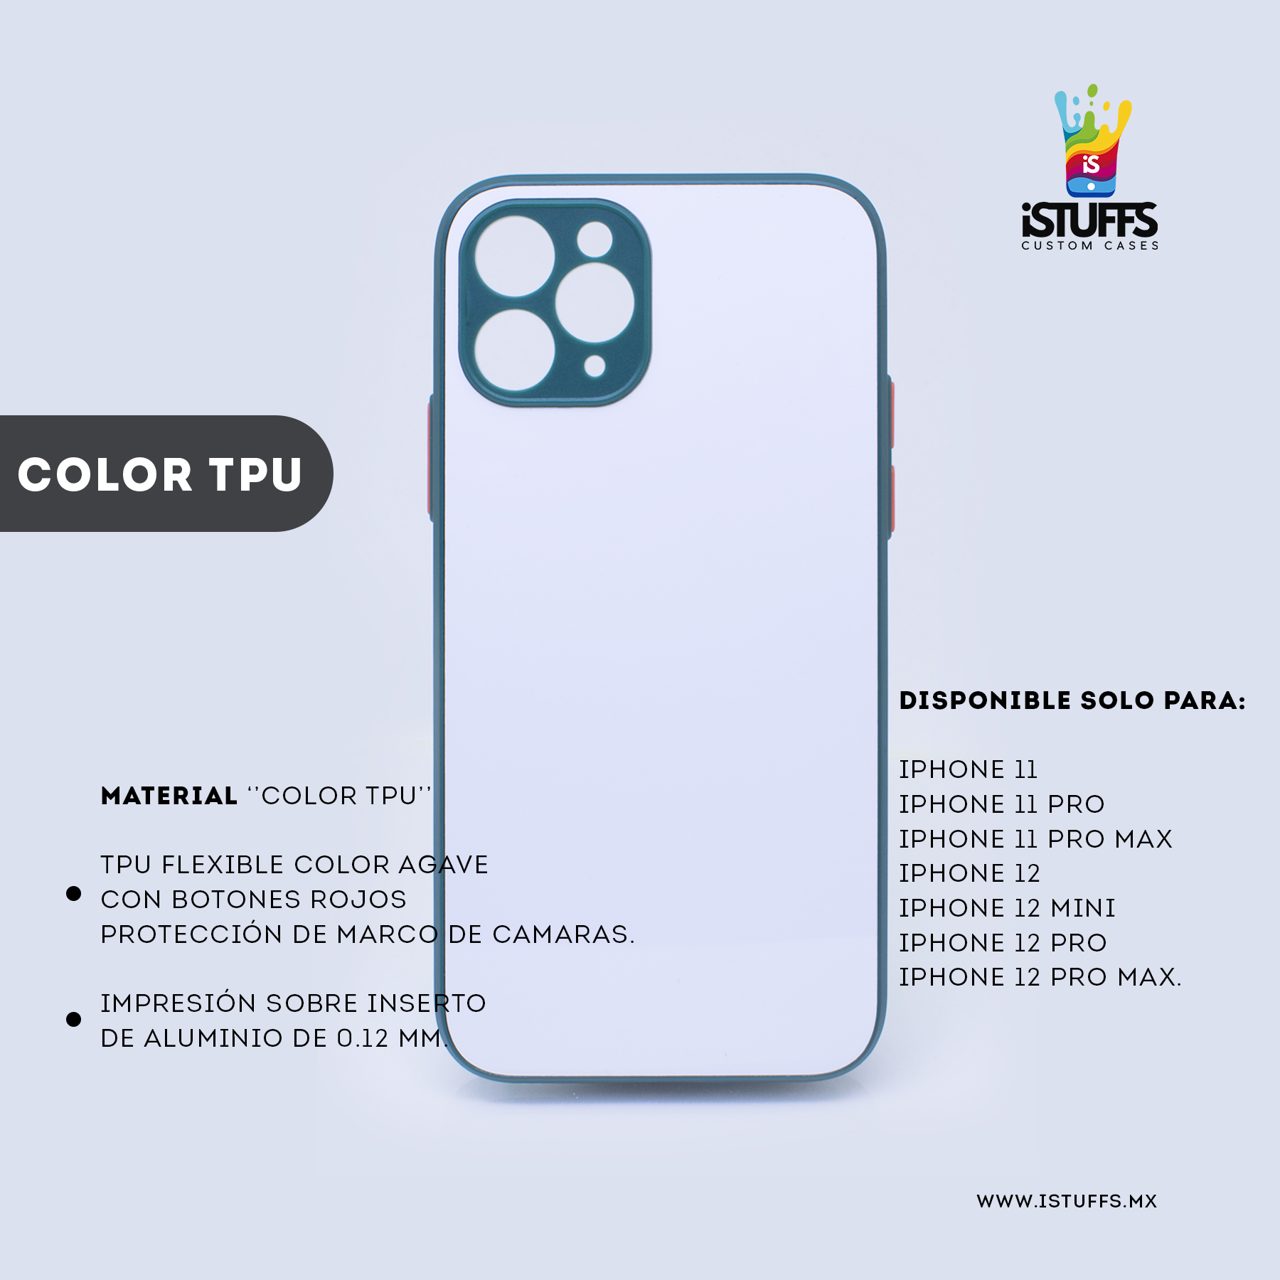 iS
iSTUFFS
CUSTOM CASES
COLOR TPU
MATERIAL ‘’COLOR TPU’’
TPU FLEXIBLE COLOR AGAVE
CON BOTONES ROJOS
PROTECCIÓN DE MARCO DE CAMARAS.
IMPRESIÓN SOBRE INSERTO
DE ALUMINIO DE 0.12 MM.
DISPONIBLE SOLO PARA:
IPHONE 11
IPHONE 11 PRO
IPHONE 11 PRO MAX
IPHONE 12
IPHONE 12 MINI
IPHONE 12 PRO
IPHONE 12 PRO MAX.
WWW.ISTUFFS.MX